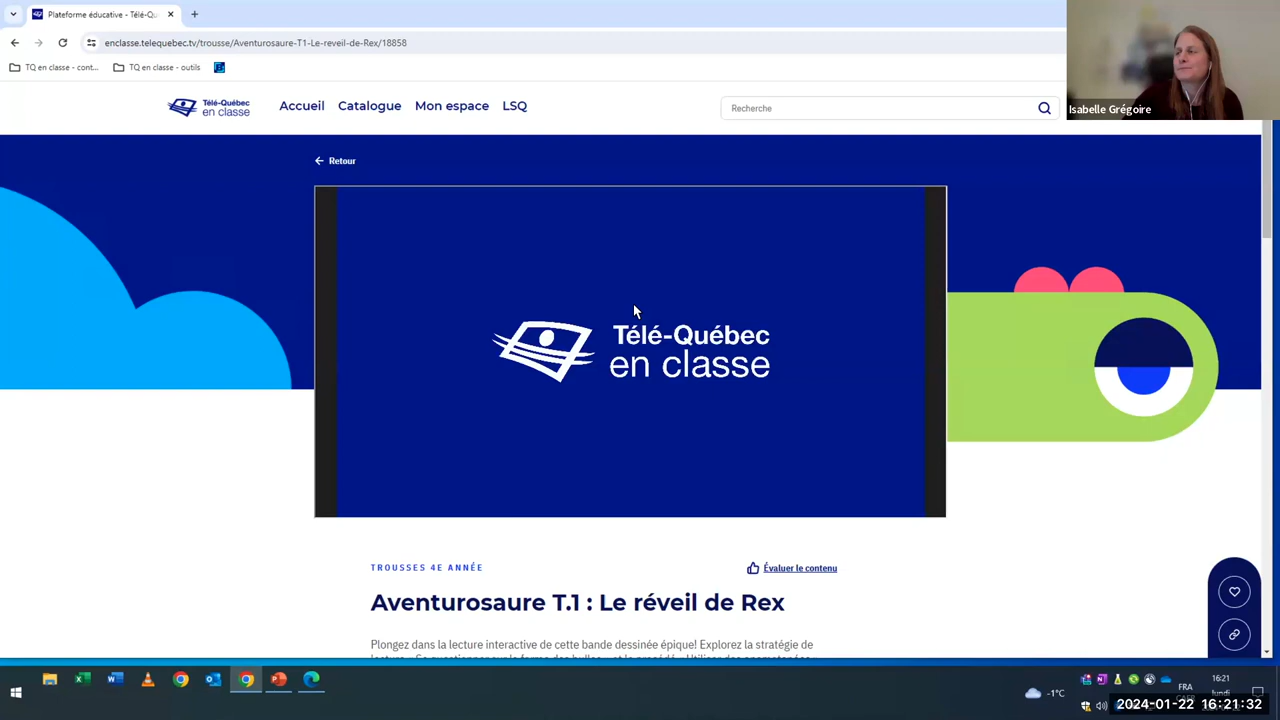 Plateforme éducative - Télé-Qu
enclasse.telequebec.tv/trousse/Aventurosaure-T1-Le-reveil-de-Rex/18858
TQ en classe - cont...
TQ en classe - outils
Télé-Québec
en classe
Accueil
Catalogue
Mon espace
LSQ
Recherche
Isabelle Grégoire
Retour
Télé-Québec
en classe
TROUSSES 4E ANNÉE
Évaluer le contenu
Aventurosaure T.1 : Le réveil de Rex
Plongez dans la lecture interactive de cette bande dessinée épique! Explorez la stratégie de
-1°C
FRA
16:21
lundi
2024-01-22 16:21:32